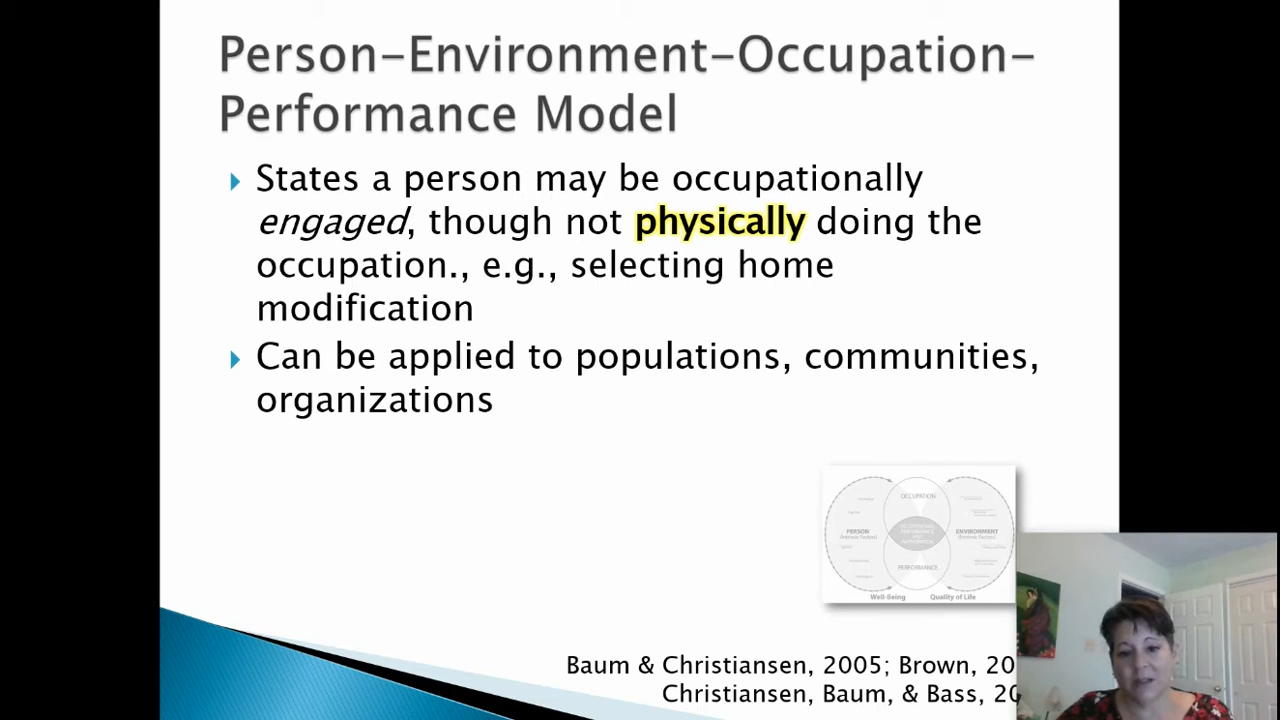 Person-Environment-Occupation-
Performance Model
States a person may be occupationally
engaged, though not physically doing the
occupation., e.g., selecting home
modification
Can be applied to populations, communities,
organizations
OCCUPATION
PERSON
ENVIRONMENT
PERFORMANCE
Well-Being Quality of Life
Baum & Christiansen, 2005; Brown, 20
Christiansen, Baum, & Bass, 20